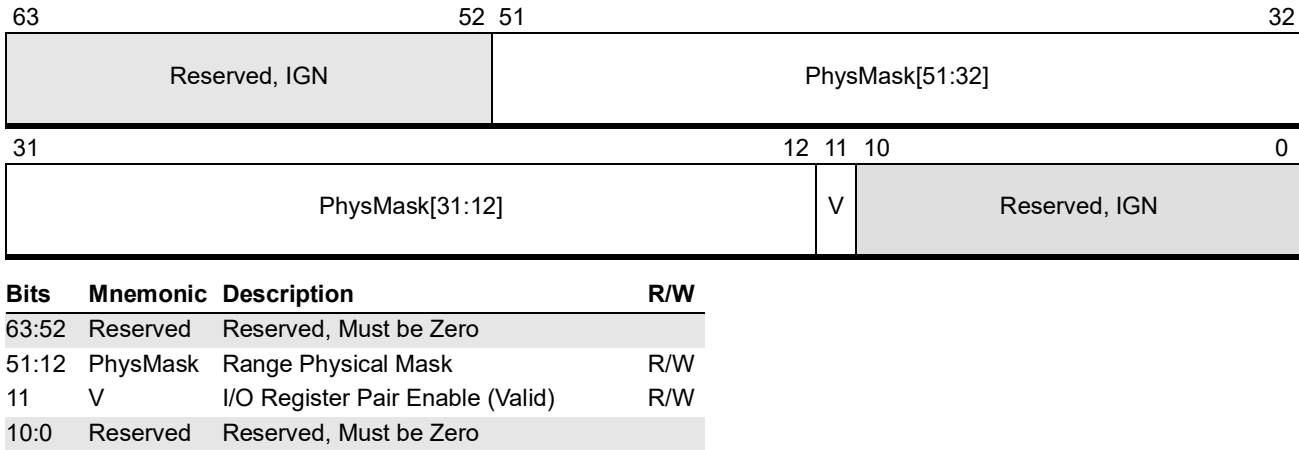 63 52 51 32
Reserved, IGN PhysMask[51:32]
31 12 11 10 0
PhysMask[31:12] V Reserved, IGN
Bits Mnemonic Description R/W
63:52 Reserved Reserved, Must be Zero
51:12 PhysMask Range Physical Mask R/W
11 V I/O Register Pair Enable (Valid) R/W
10:0 Reserved Reserved, Must be Zero